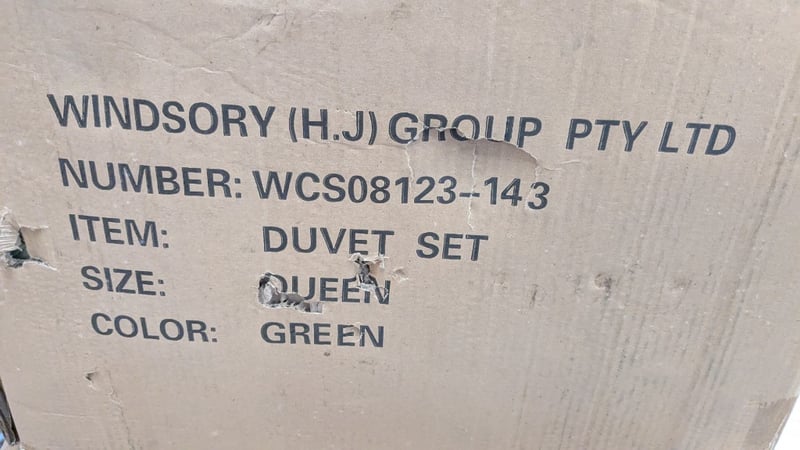 WINDSORY (H.J) GROUP PTY LTD
NUMBER: WCS08123-143
ITEM: DUVET SET
SIZE: QUEEN
COLOR: GREEN